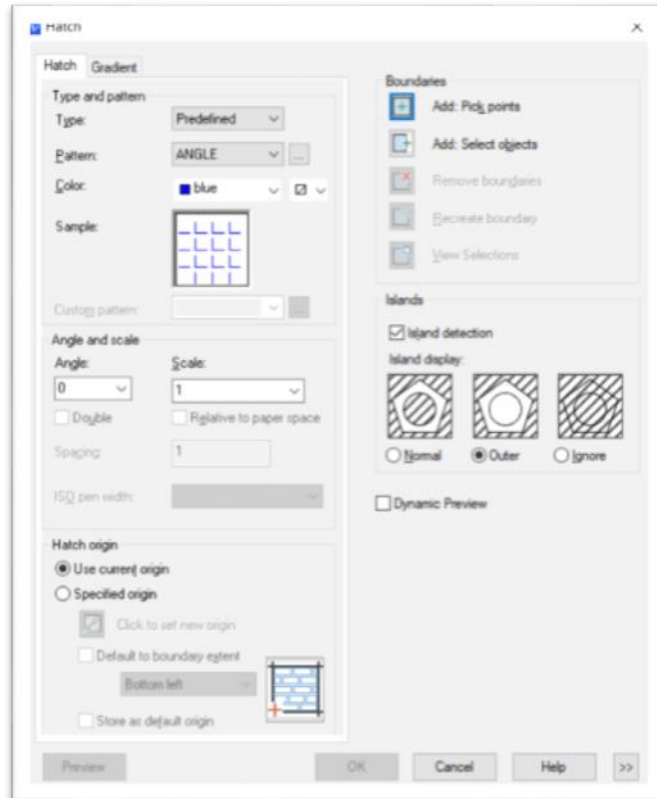 Hatch
Hatch
Gradient
Type and pattern
Type:
Predefined
Pattern:
ANGLE
...
Color:
blue
Sample:
Custom pattern:
...
Angle and scale
Angle:
Scale:
0
1
Double
Relative to paper space
Spacing:
1
ISO pen width:
Hatch origin
Use current origin
Specified origin
Click to set new origin
Default to boundary extent
Bottom left
Store as default origin
Boundaries
Add: Pick points
Add: Select objects
Remove boundaries
Recreate boundary
View Selections
Islands
Island detection
Island display:
Normal
Outer
Ignore
Dynamic Preview
Preview
OK
Cancel
Help
>>